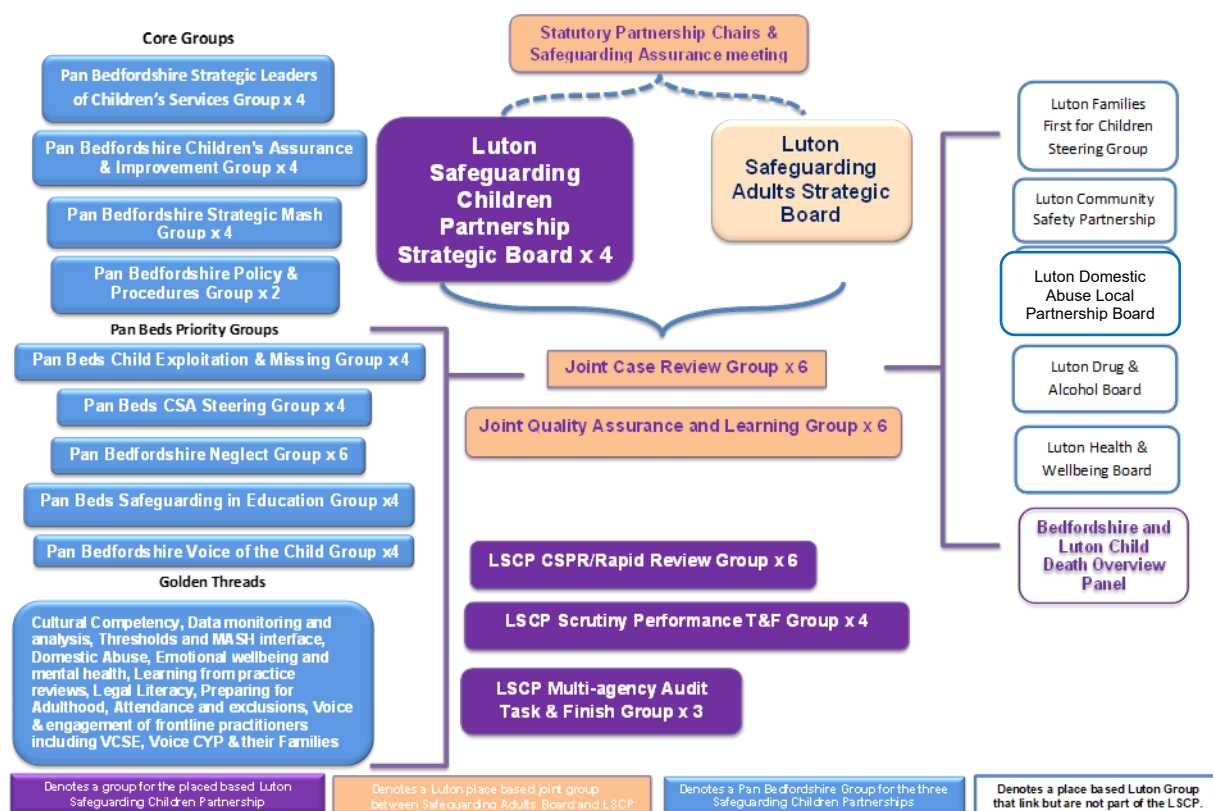 Core Groups
Pan Bedfordshire Strategic Leaders
of Children's Services Group x 4
Pan Bedfordshire Children's Assurance
& Improvement Group x 4
Pan Bedfordshire Strategic Mash
Group x 4
Pan Bedfordshire Policy &
Procedures Group x 2
Pan Beds Priority Groups
Pan Beds Child Exploitation & Missing Group x 4
Pan Beds CSA Steering Group x 4
Pan Bedfordshire Neglect Group x 6
Pan Beds Safeguarding in Education Group x4
Pan Bedfordshire Voice of the Child Group x4
Golden Threads
Cultural Competency, Data monitoring and
analysis, Thresholds and MASH interface,
Domestic Abuse, Emotional wellbeing and
mental health, Learning from practice
reviews, Legal Literacy, Preparing for
Adulthood, Attendance and exclusions, Voice
& engagement of frontline practitioners
including VCSE, Voice CYP & their Families
Statutory Partnership Chairs &
Safeguarding Assurance meeting
Luton
Safeguarding
Children
Partnership
Strategic Board x 4
Luton
Safeguarding
Adults Strategic
Board
Joint Case Review Group x 6
Joint Quality Assurance and Learning Group x 6
LSCP CSPR/Rapid Review Group x 6
LSCP Scrutiny Performance T&F Group x 4
LSCP Multi-agency Audit
Task & Finish Group x 3
Luton Families
First for Children
Steering Group
Luton Community
Safety Partnership
Luton Domestic
Abuse Local
Partnership Board
Luton Drug &
Alcohol Board
Luton Health &
Wellbeing Board
Bedfordshire and
Luton Child
Death Overview
Panel
Denotes a group for the placed based Luton
Safeguarding Children Partnership
Denotes a Luton place based joint group
between Safeguarding Adults Board and LSCP
Denotes a Pan Bedfordshire Group for the three
Safeguarding Children Partnerships
Denotes a place based Luton Group
that link but are not part of the LSCP.